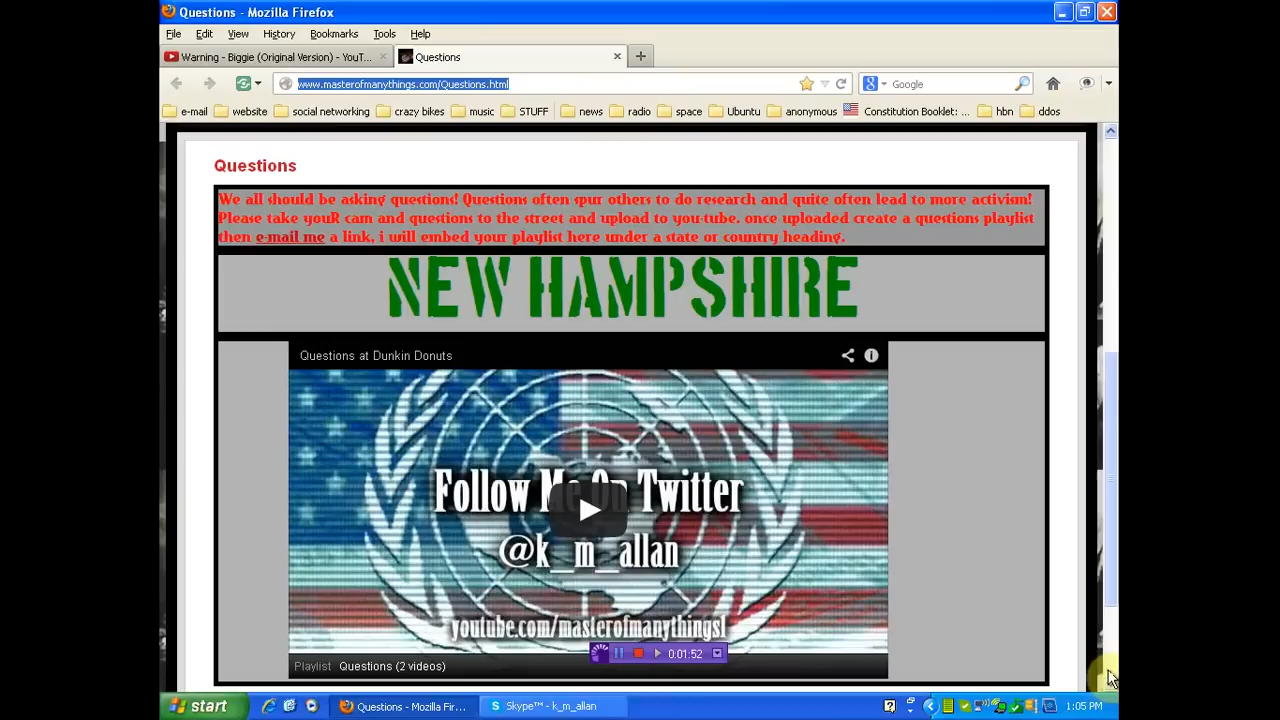 Questions - Mozilla Firefox
File Edit View History Bookmarks Tools Help
Warning - Biggie (Original Version) - YouT... Questions
www.masterofmanythings.com/Questions.html Google
e-mail website social networking crazy bikes music STUFF news radio space Ubuntu anonymous Constitution Booklet: ... hbn ddos
Questions
We all should be asking questions! Questions often spur others to do research and quite often lead to more activism!
Please take youR cam and questions to the street and upload to you-tube. once uploaded create a questions playlist
then e-mail me a link, i will embed your playlist here under a state or country heading.
NEW HAMPSHIRE
Questions at Dunkin Donuts
Follow Me On Twitter
@k_m_allan
youtube.com/masterofmanythings1
0:01:52
Playlist Questions (2 videos)
start Questions - Mozilla Fir... Skype™ - k_m_allan 1:05 PM